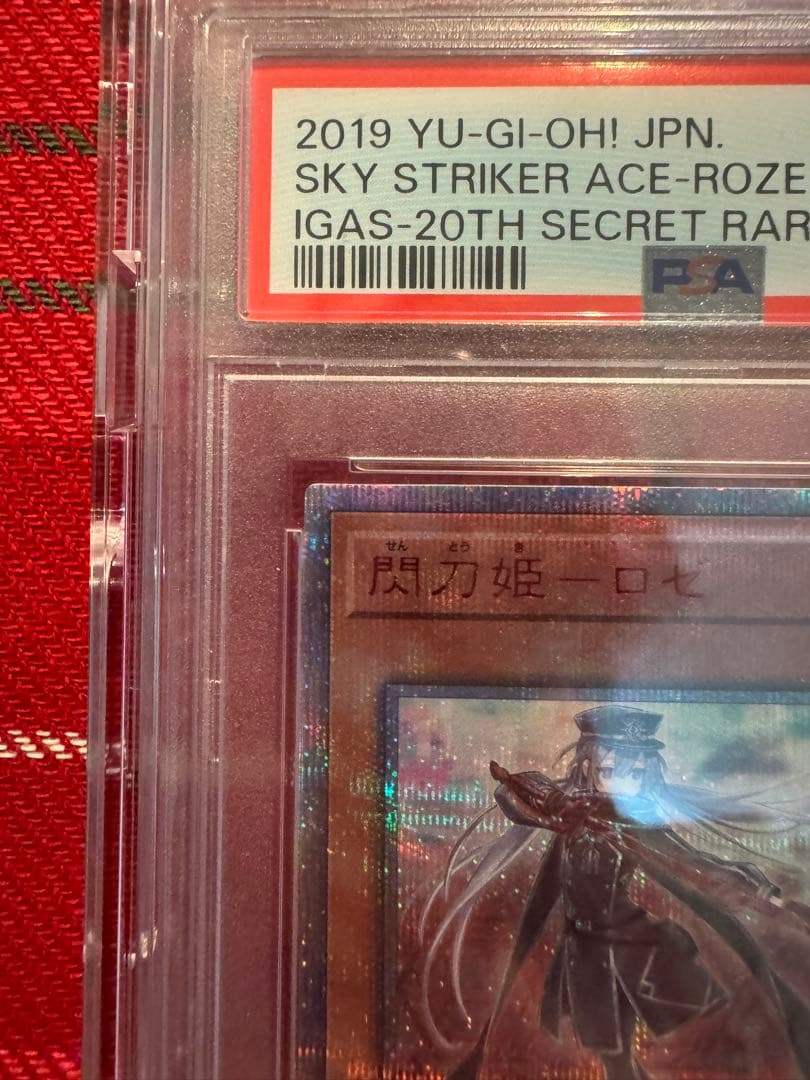 2019 YU-GI-OH! JPN.
SKY STRIKER ACE-ROZE
IGAS-20TH SECRET RAR
PSA
せんとうき
閃刀姫－ロゼ